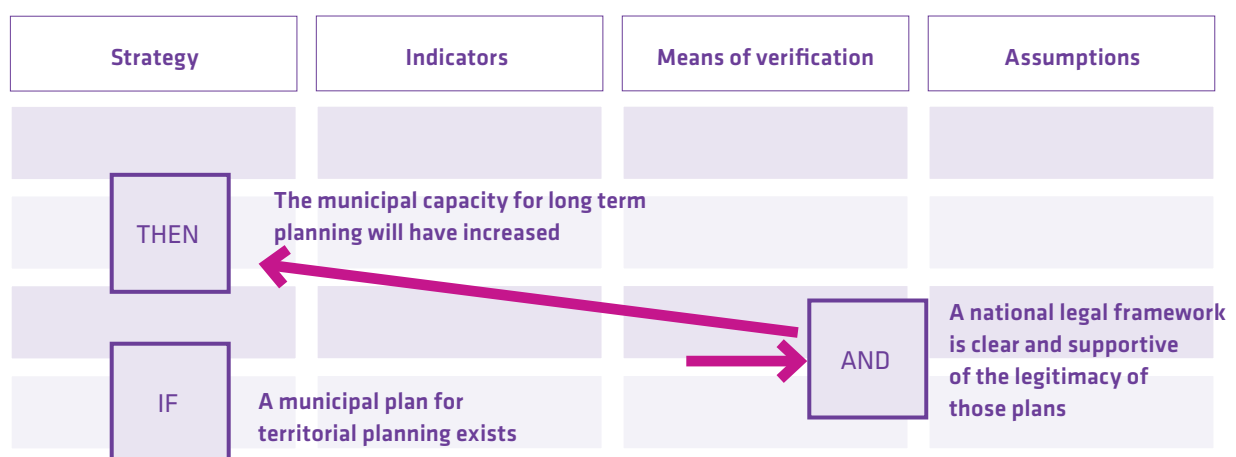 Strategy
Indicators
Means of verification
Assumptions
THEN
The municipal capacity for long term
planning will have increased
AND
A national legal framework
is clear and supportive
of the legitimacy of
those plans
IF
A municipal plan for
territorial planning exists